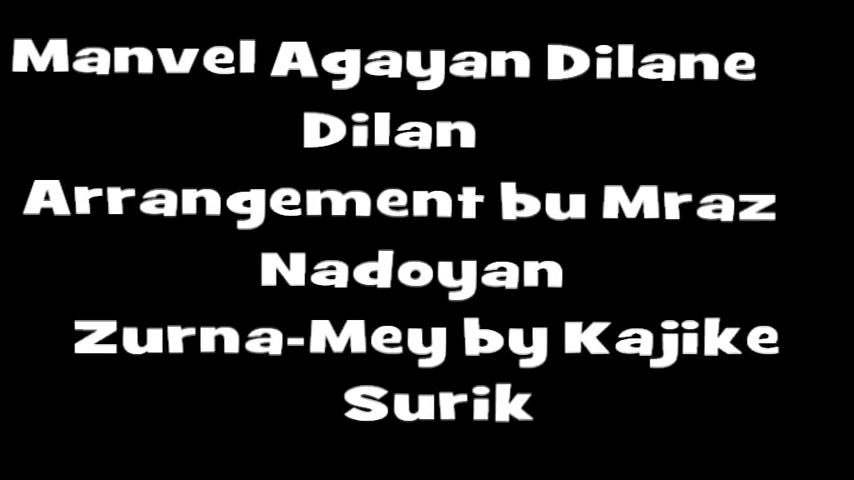 Manvel Agayan Dilane
Dilan
Arrangement bu Mraz
Nadoyan
Zurna-Mey by Kajike
Surik